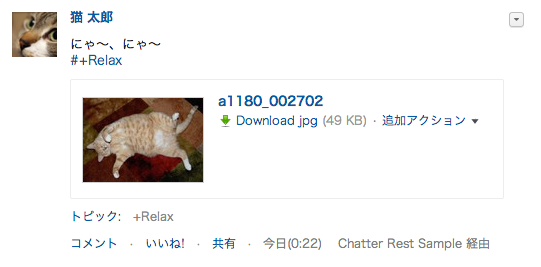 猫 太郎
にゃ〜、にゃ〜
#+Relax
a1180_002702
Download jpg (49 KB) · 追加アクション
トピック: +Relax
コメント · いいね! · 共有 · 今日(0:22) Chatter Rest Sample 経由